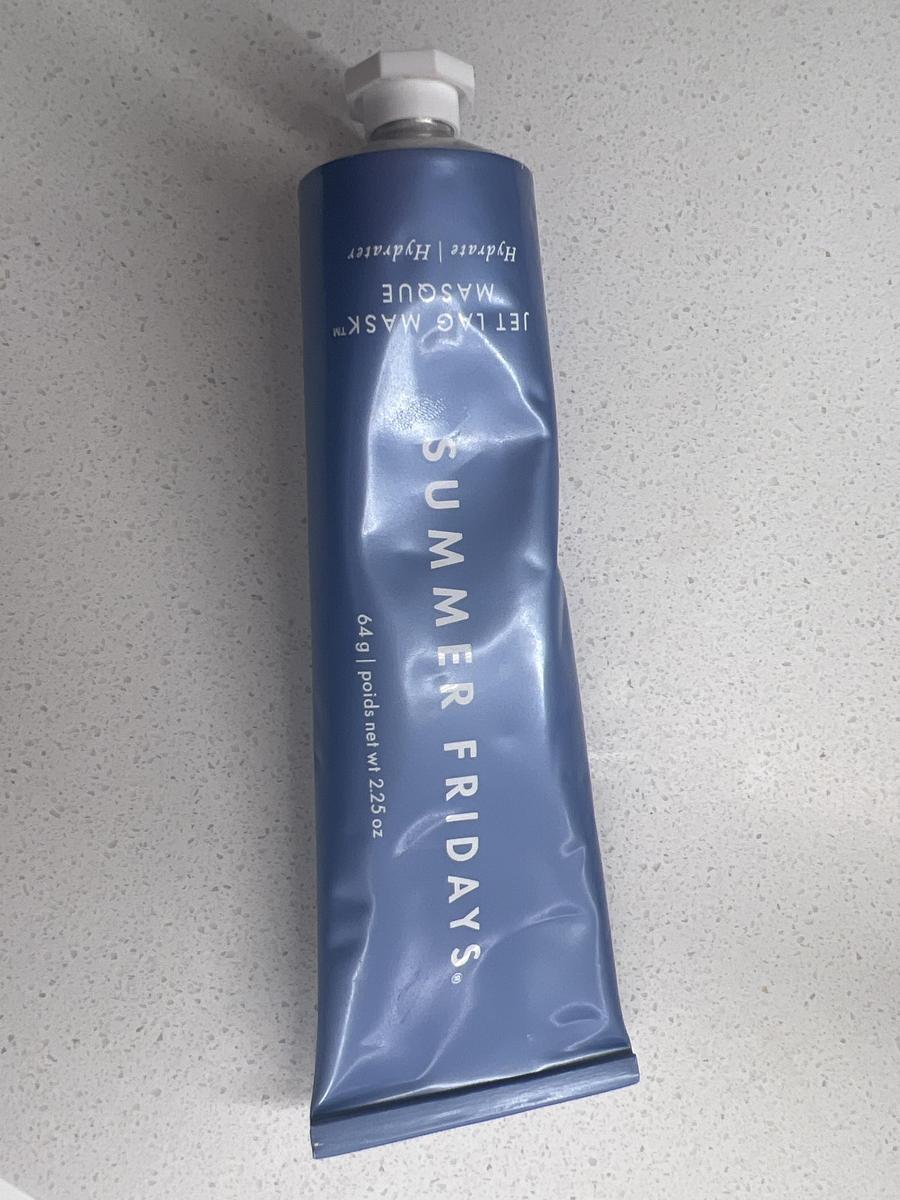 SUMMER FRIDAYS®
JET LAG MASK™
MASQUE
Hydrate | Hydrater
64 g | poids net wt 2.25 oz